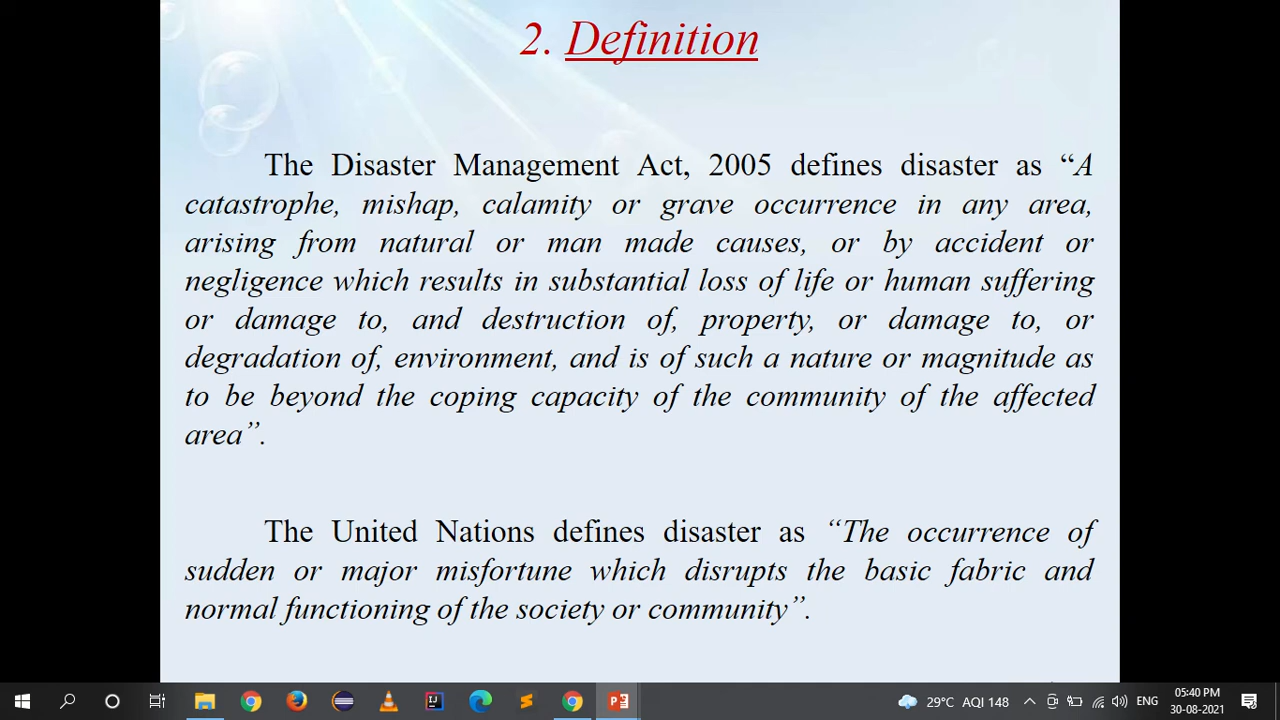 2. Definition
The Disaster Management Act, 2005 defines disaster as “A
catastrophe, mishap, calamity or grave occurrence in any area,
arising from natural or man made causes, or by accident or
negligence which results in substantial loss of life or human suffering
or damage to, and destruction of, property, or damage to, or
degradation of, environment, and is of such a nature or magnitude as
to be beyond the coping capacity of the community of the affected
area”.
The United Nations defines disaster as “The occurrence of
sudden or major misfortune which disrupts the basic fabric and
normal functioning of the society or community”.
29°C AQI 148 ENG 05:40 PM
30-08-2021